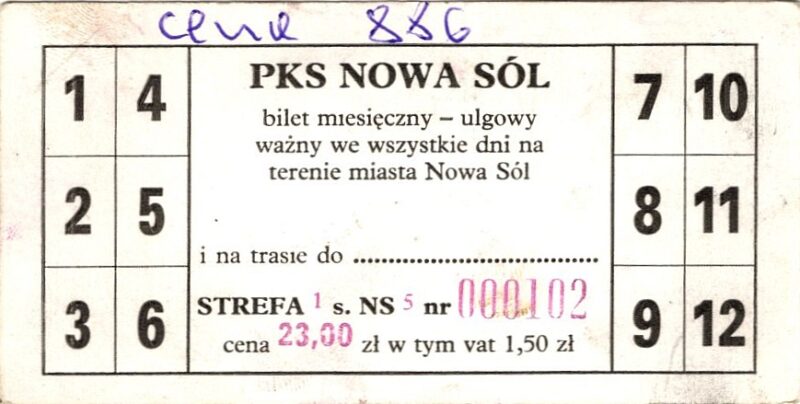 cena 886
1 4 PKS NOWA SÓL 7 10
bilet miesięczny – ulgowy
ważny we wszystkie dni na
terenie miasta Nowa Sól
2 5 8 11
i na trasie do ........................................
STREFA 1 s. NS 5 nr 000102
3 6 9 12
cena 23,00 zł w tym vat 1,50 zł